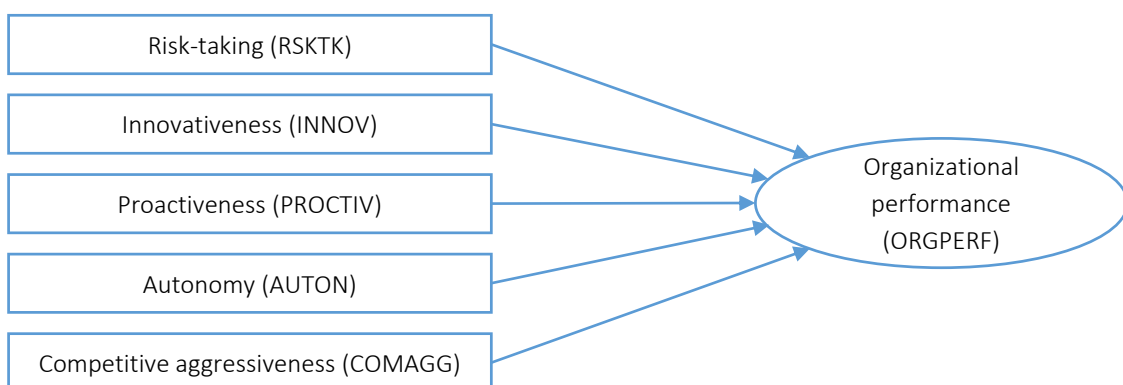 Risk-taking (RSKTK)
Innovativeness (INNOV)
Proactiveness (PROCTIV)
Autonomy (AUTON)
Competitive aggressiveness (COMAGG)
Organizational
performance
(ORGPERF)